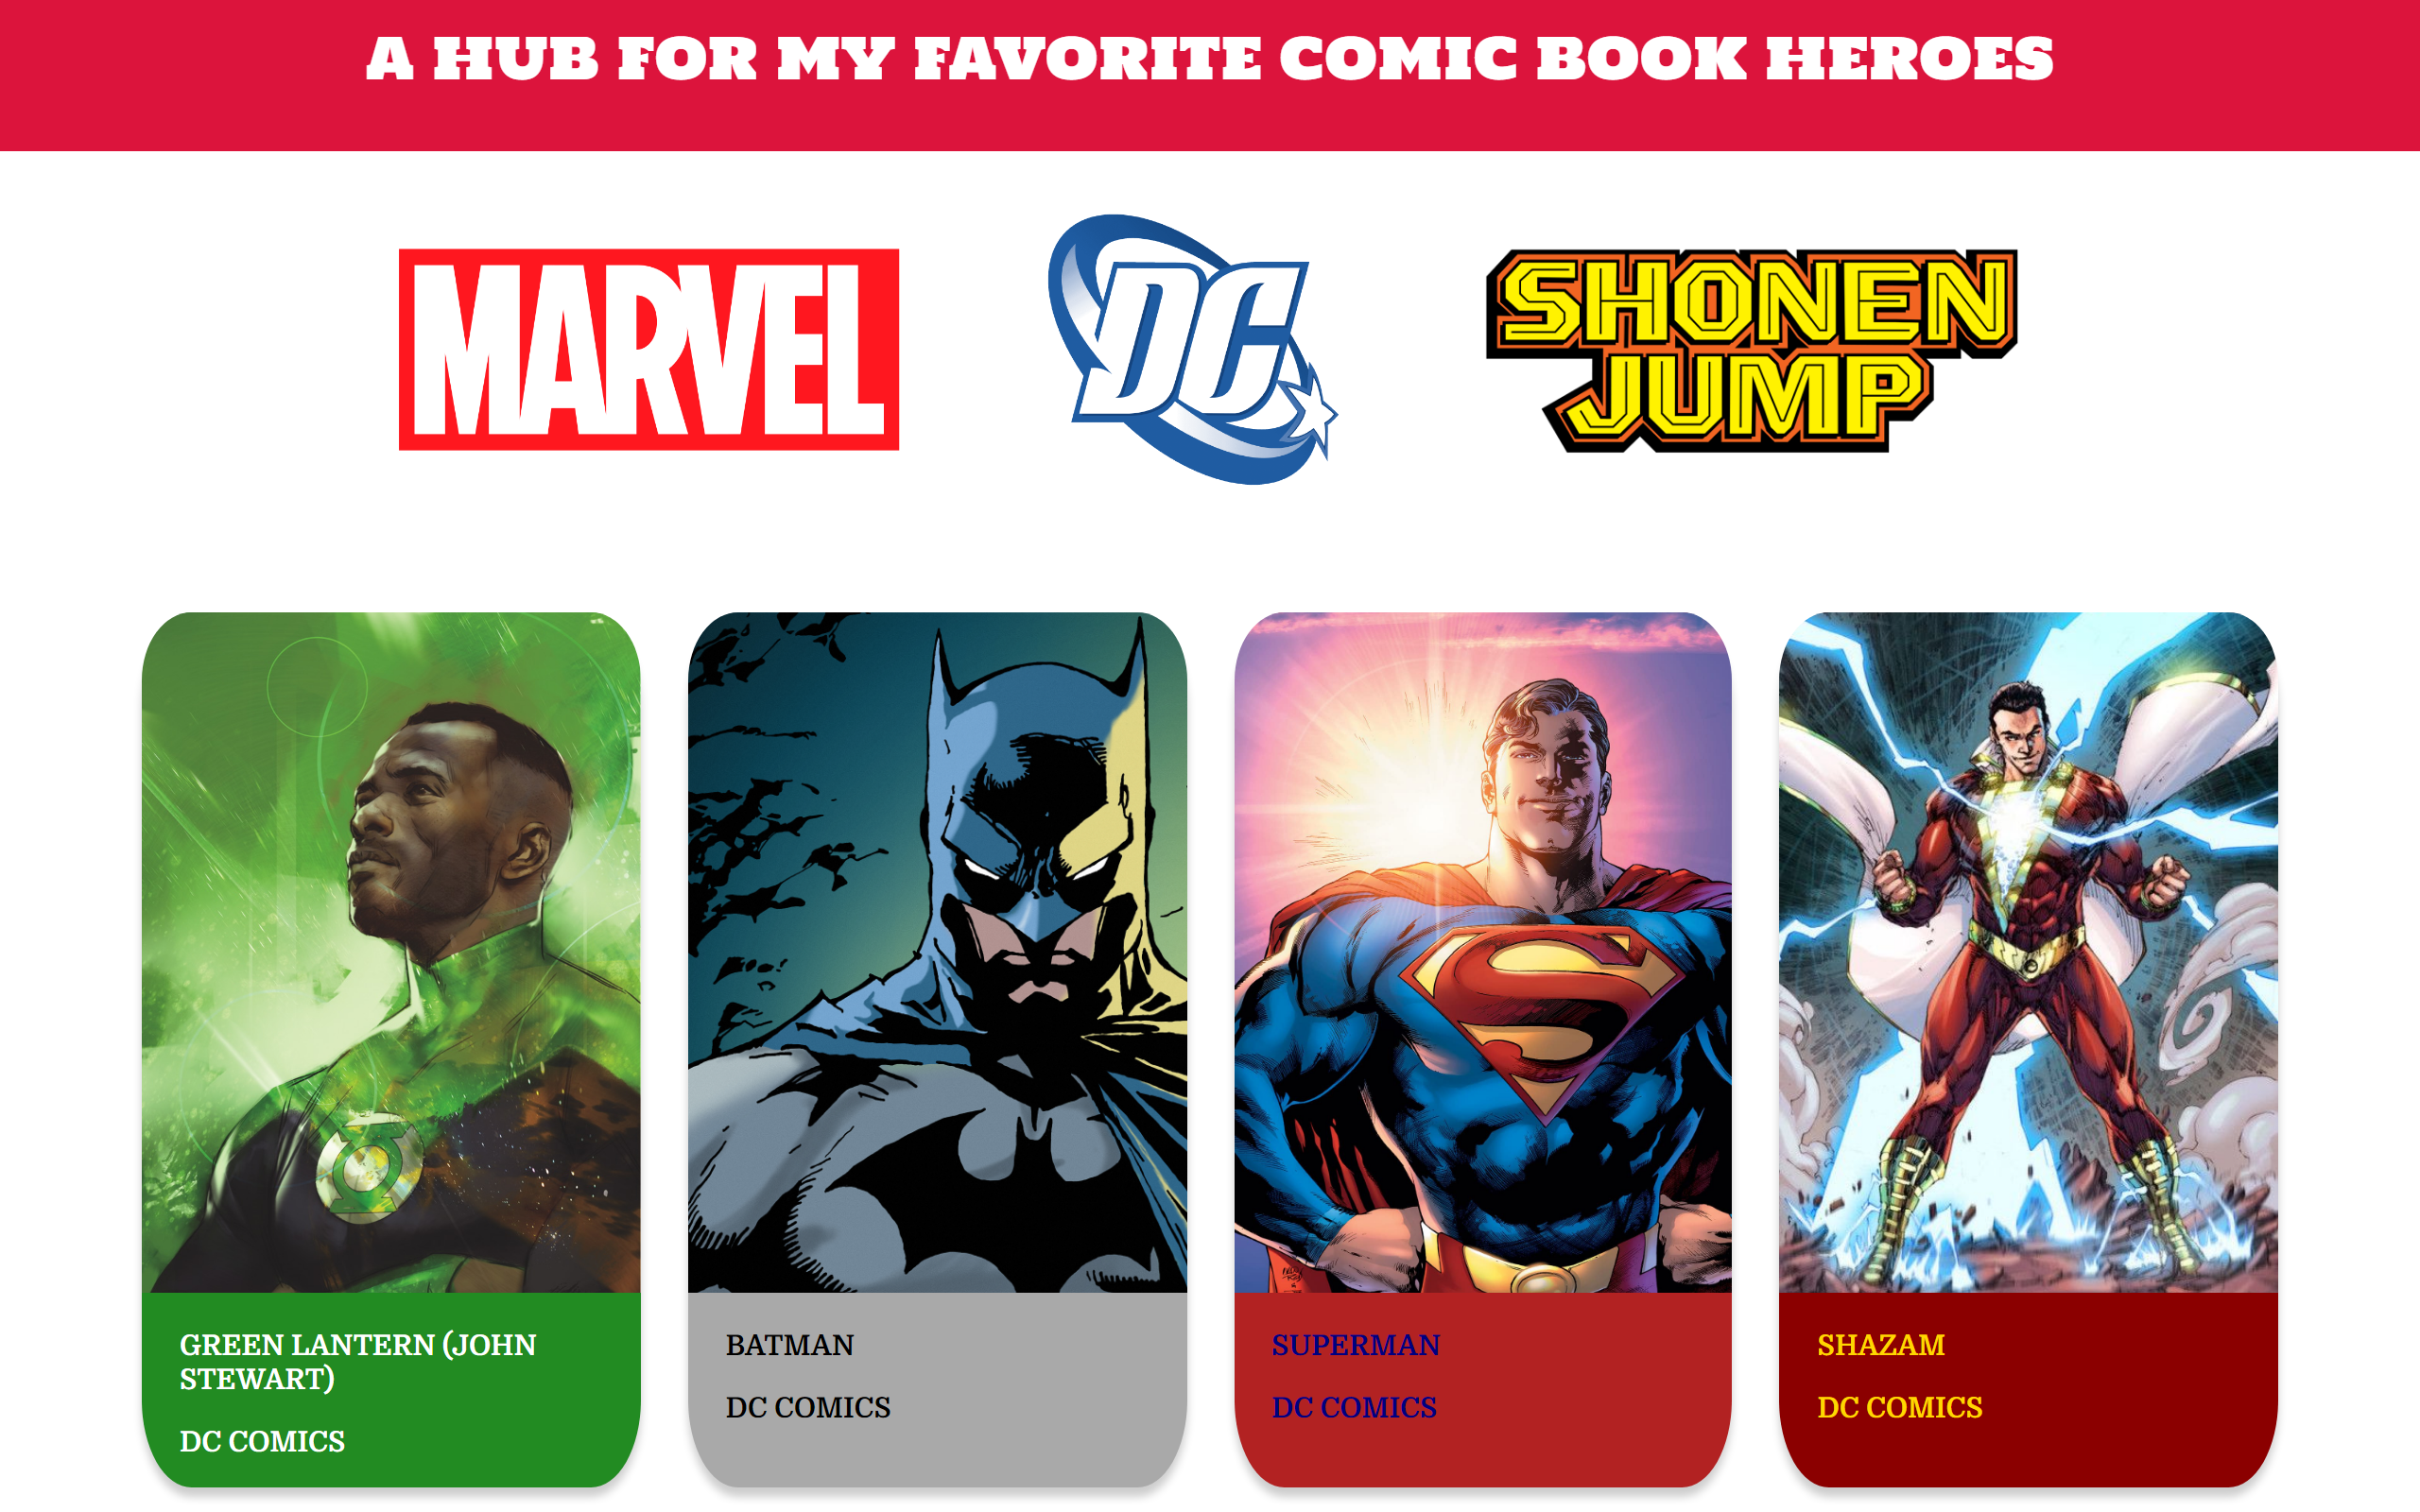 A HUB FOR MY FAVORITE COMIC BOOK HEROES
MARVEL
DC
SHONEN
JUMP
GREEN LANTERN (JOHN
STEWART)
DC COMICS
BATMAN
DC COMICS
SUPERMAN
DC COMICS
SHAZAM
DC COMICS